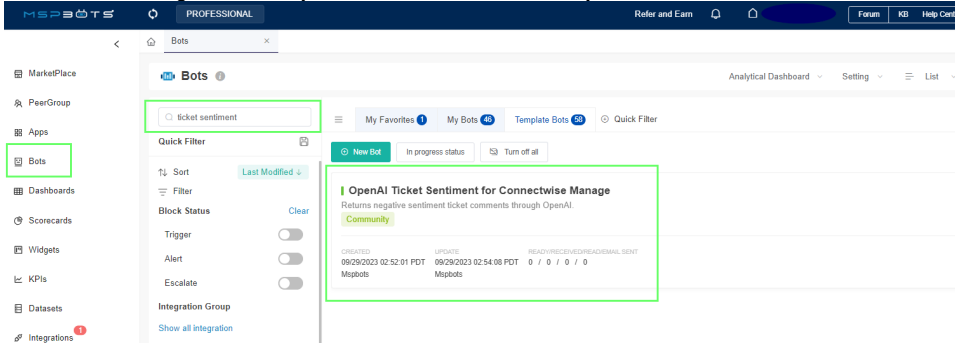 MSPBOTS
PROFESSIONAL
Refer and Earn
Forum
KB
Help Cent
Bots
MarketPlace
PeerGroup
Apps
Bots
Dashboards
Scorecards
Widgets
KPIs
Datasets
Integrations
1
Bots
Analytical Dashboard
Setting
List
ticket sentiment
Quick Filter
Sort
Last Modified ↓
Filter
Block Status
Clear
Trigger
Alert
Escalate
Integration Group
Show all integration
My Favorites 1
My Bots 46
Template Bots 58
Quick Filter
New Bot
In progress status
Turn off all
OpenAI Ticket Sentiment for Connectwise Manage
Returns negative sentiment ticket comments through OpenAI.
Community
CREATED
09/29/2023 02:52:01 PDT
Mspbots
UPDATE
09/29/2023 02:54:08 PDT
Mspbots
READY/RECEIVED/READ/EMAIL SENT
0 / 0 / 0 / 0